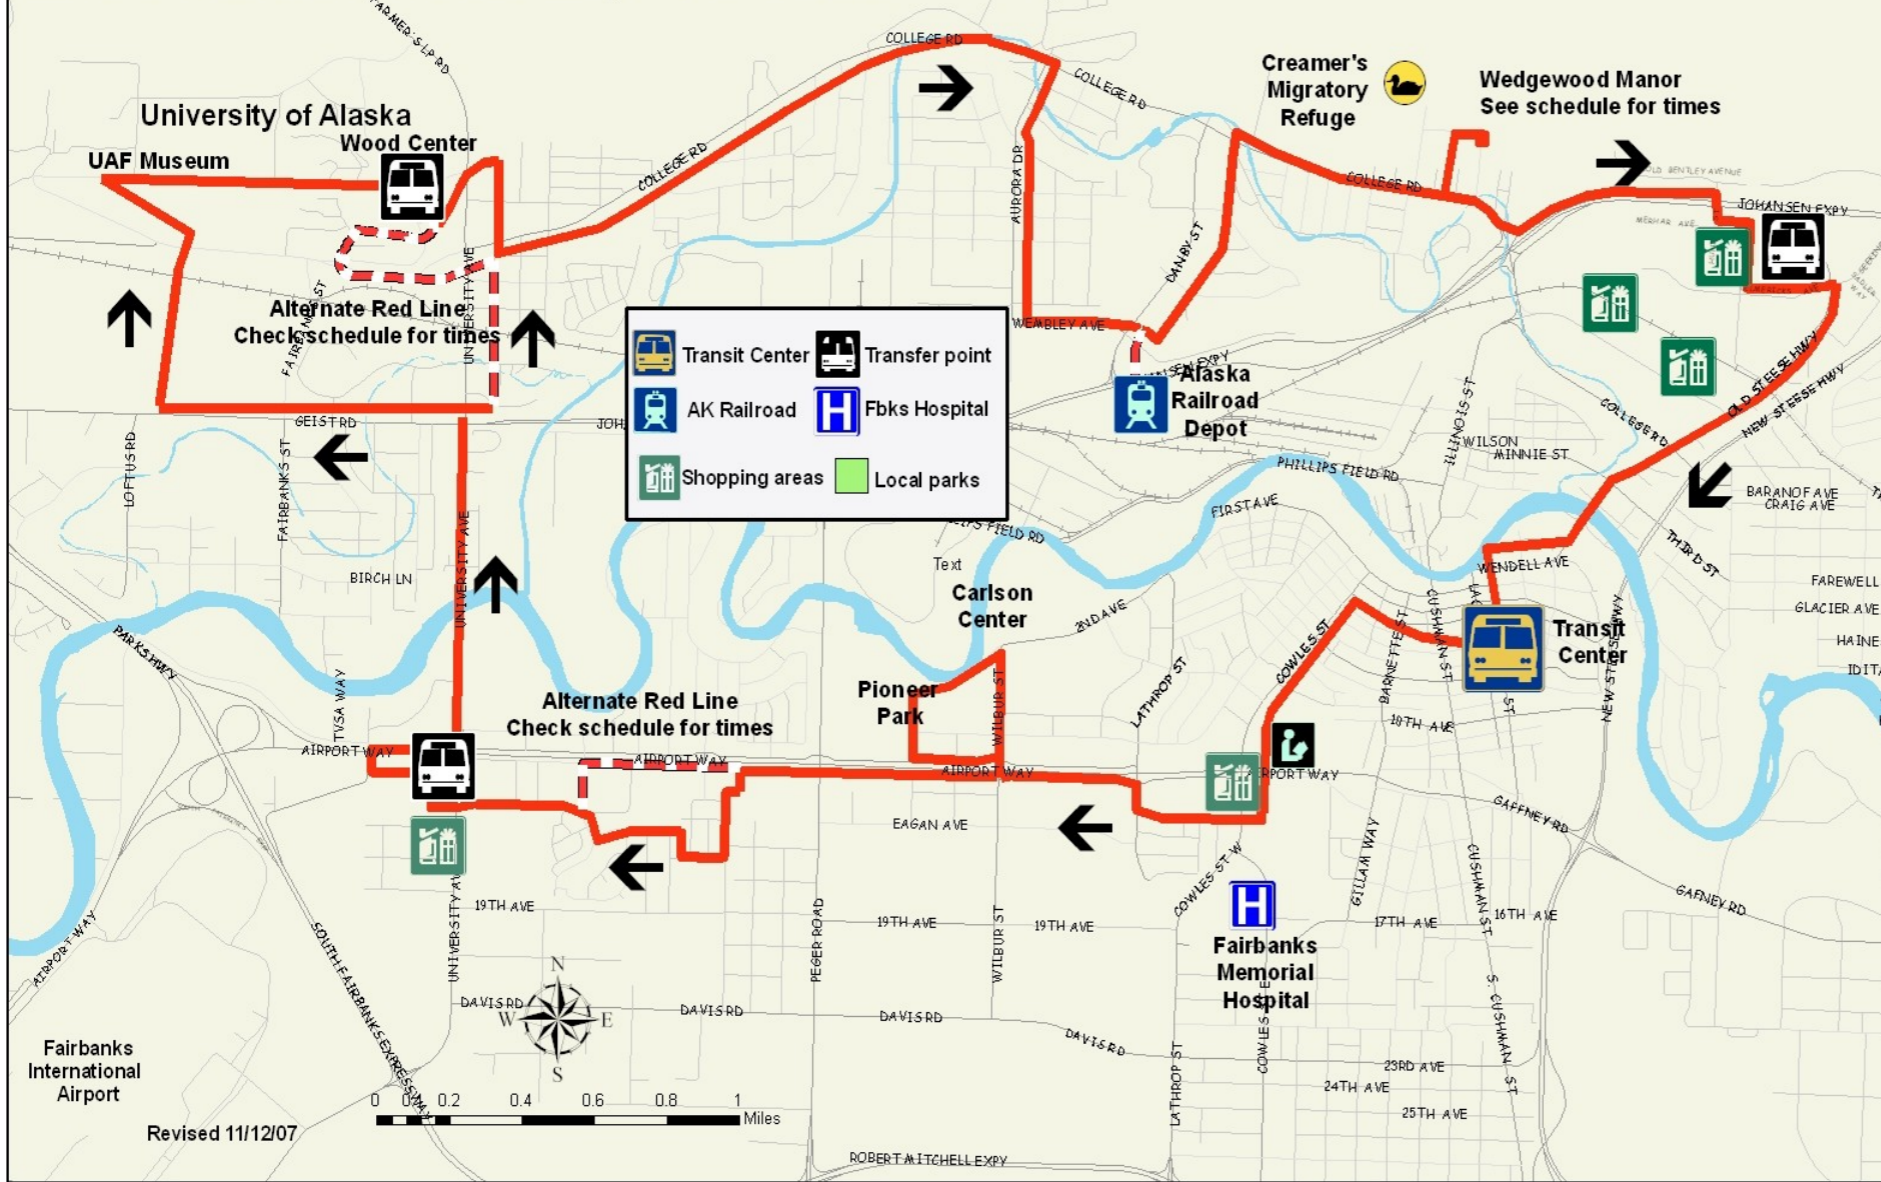 FARMER'S LP RD
COLLEGE RD
COLLEGE RD
Creamer's
Migratory
Refuge
Wedgewood Manor
See schedule for times
University of Alaska
Wood Center
UAF Museum
COLLEGE RD
AURORA DR
COLLEGE RD
OLD BENTLEY AVENUE
JOHANSEN EXPY
MERHAR AVE
DANBY ST
UNIVERSITY AVE
FAIRBANKS ST
Alternate Red Line
Check schedule for times
WEMBLEY AVE
Transit Center
Transfer point
AK Railroad
Fbks Hospital
Shopping areas
Local parks
Alaska
Railroad
Depot
OLD STEESE HWY
NEW STEESE HWY
ILLINOIS ST
COLLEGE RD
GEIST RD
LOFTUS RD
FAIRBANKS ST
WILSON
MINNIE ST
PHILLIPS FIELD RD
BARANOF AVE
CRAIG AVE
FIRST AVE
UNIVERSITY AVE
BIRCH LN
Text
Carlson
Center
2ND AVE
WENDELL AVE
THIRD ST
FAREWELL
GLACIER AVE
PARKS HWY
COWLES ST
BARNETTE ST
CUSHMAN ST
Transit
Center
NEW STEESE HWY
TVSA WAY
Alternate Red Line
Check schedule for times
Pioneer
Park
WILBUR ST
LATHROP ST
10TH AVE
AIRPORT WAY
AIRPORT WAY
AIRPORT WAY
EAGAN AVE
GAFFNEY RD
GILLAM WAY
COWLES ST W
CUSHMAN ST
GAFNEY RD
19TH AVE
19TH AVE
19TH AVE
17TH AVE
16TH AVE
Fairbanks
Memorial
Hospital
AIRPORT WAY
SOUTH FAIRBANKS EXPRESSWAY
PEGER ROAD
WILBUR ST
S. CUSHMAN ST
N
W E
S
DAVIS RD
DAVIS RD
DAVIS RD
DAVIS RD
Fairbanks
International
Airport
23RD AVE
24TH AVE
25TH AVE
LATHROP ST
0 0.2 0.4 0.6 0.8 1
Miles
Revised 11/12/07
ROBERT MITCHELL EXPY